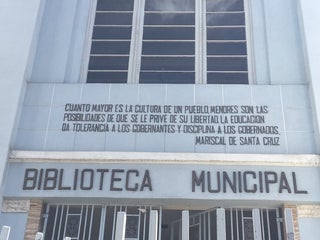 CUANTO MAYOR ES LA CULTURA DE UN PUEBLO, MENORES SON LAS
POSIBILIDADES DE QUE SE LE PRIVE DE SU LIBERTAD. LA EDUCACION
DA TOLERANCIA A LOS GOBERNANTES Y DISCIPLINA A LOS GOBERNADOS.
MARISCAL DE SANTA CRUZ
BIBLIOTECA MUNICIPAL